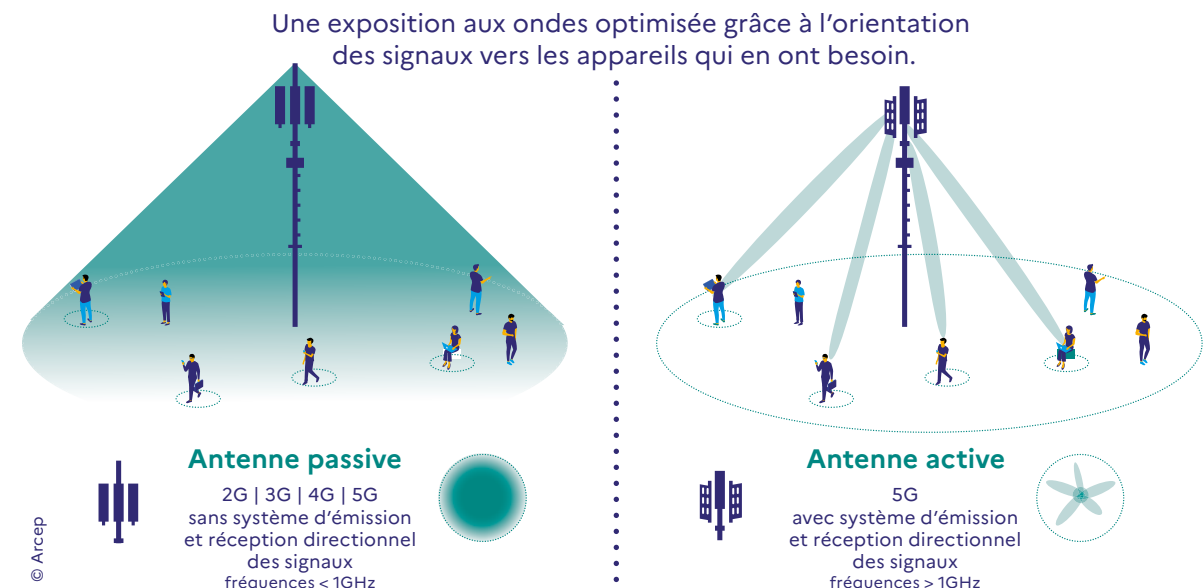 Une exposition aux ondes optimisée grâce à l'orientation
des signaux vers les appareils qui en ont besoin.
Antenne passive
2G | 3G | 4G | 5G
sans système d'émission
et réception directionnel
des signaux
fréquences < 1GHz
Antenne active
5G
avec système d'émission
et réception directionnel
des signaux
fréquences > 1GHz
© Arcep